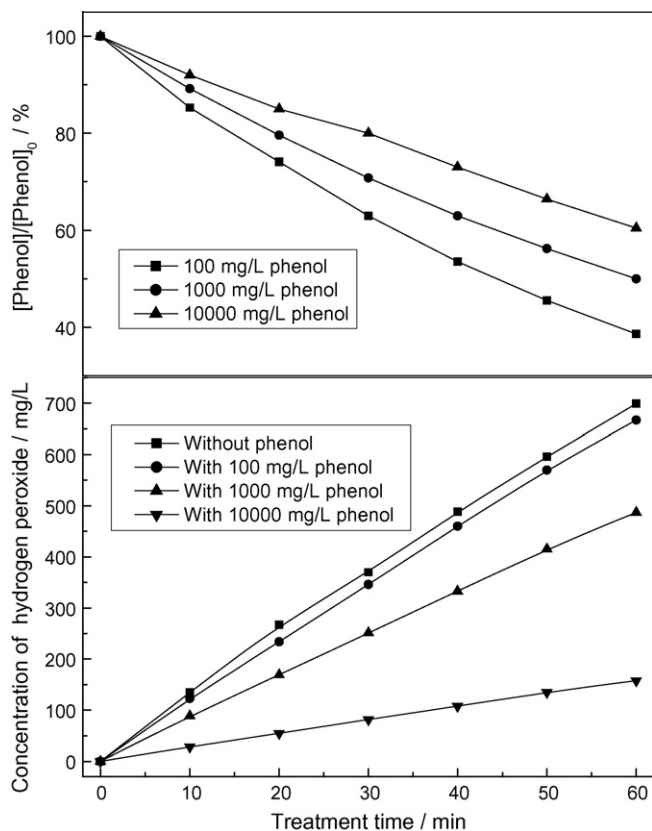 [Phenol]/[Phenol]₀ / %
100
80
60
40
100 mg/L phenol
1000 mg/L phenol
10000 mg/L phenol
Concentration of hydrogen peroxide / mg/L
700
600
500
400
300
200
100
0
Without phenol
With 100 mg/L phenol
With 1000 mg/L phenol
With 10000 mg/L phenol
0 10 20 30 40 50 60
Treatment time / min